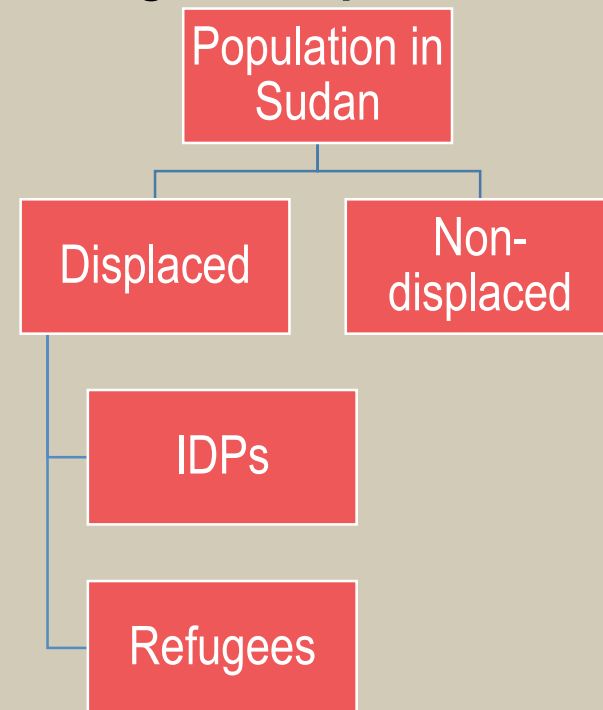 Population in
Sudan
Displaced
Non-
displaced
IDPs
Refugees